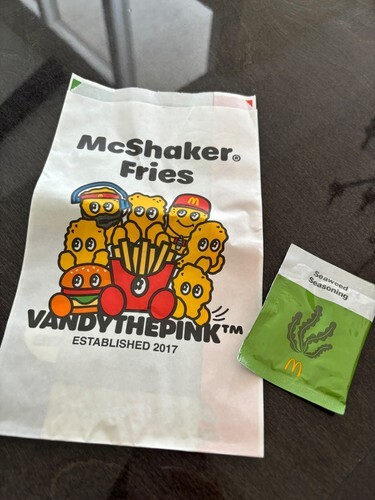 McShaker®
Fries
VANDYTHEPINK™
ESTABLISHED 2017
Seaweed
Seasoning